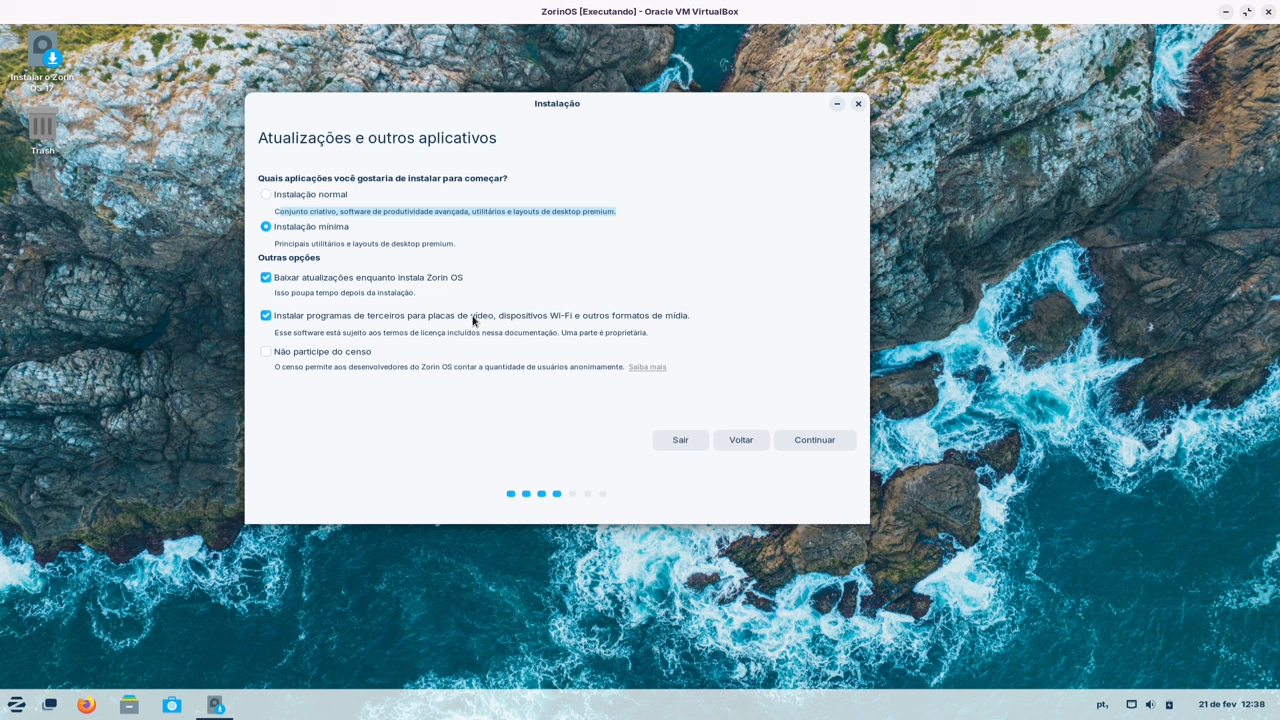 ZorinOS [Executando] - Oracle VM VirtualBox
Instalar o Zorin
OS 17
Trash
Instalação
Atualizações e outros aplicativos
Quais aplicações você gostaria de instalar para começar?
Instalação normal
Conjunto criativo, software de produtividade avançada, utilitários e layouts de desktop premium.
Instalação mínima
Principais utilitários e layouts de desktop premium.
Outras opções
Baixar atualizações enquanto instala Zorin OS
Isso poupa tempo depois da instalação.
Instalar programas de terceiros para placas de vídeo, dispositivos Wi-Fi e outros formatos de mídia.
Esse software está sujeito aos termos de licença incluídos nessa documentação. Uma parte é proprietária.
Não participe do censo
O censo permite aos desenvolvedores do Zorin OS contar a quantidade de usuários anonimamente. Saiba mais
Sair Voltar Continuar
pt₁ 21 de fev 12:38